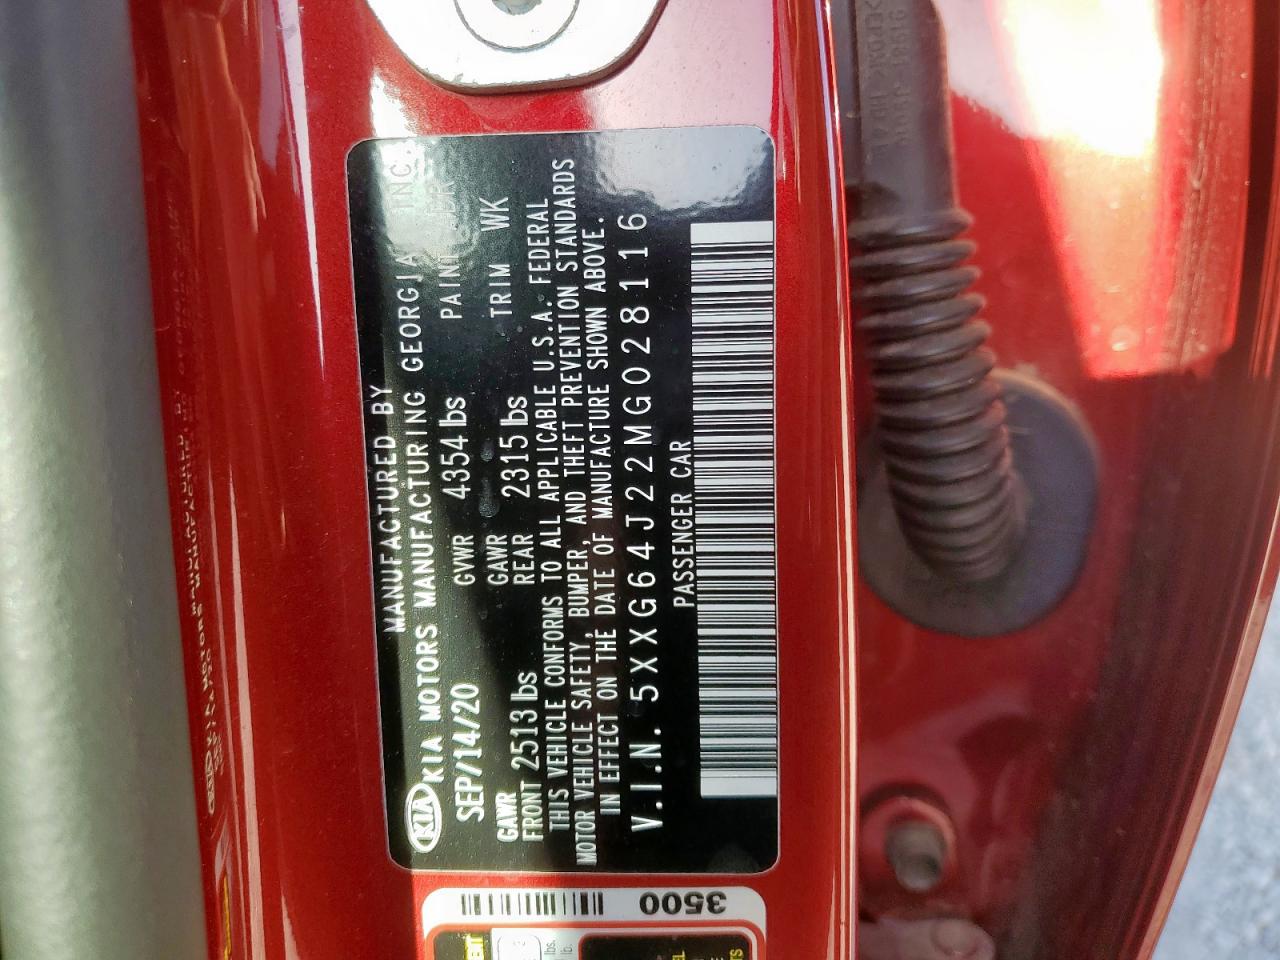 MANUFACTURED BY
KIA KIA MOTORS MANUFACTURING GEORGIA INC.
SEP/14/20 GVWR 4354 lbs PAINT
GAWR FRONT 2513 lbs GAWR REAR 2315 lbs TRIM WK
THIS VEHICLE CONFORMS TO ALL APPLICABLE U.S.A. FEDERAL
MOTOR VEHICLE SAFETY, BUMPER, AND THEFT PREVENTION STANDARDS
IN EFFECT ON THE DATE OF MANUFACTURE SHOWN ABOVE.
V.I.N. 5XXG64J22MG028116
PASSENGER CAR
3500